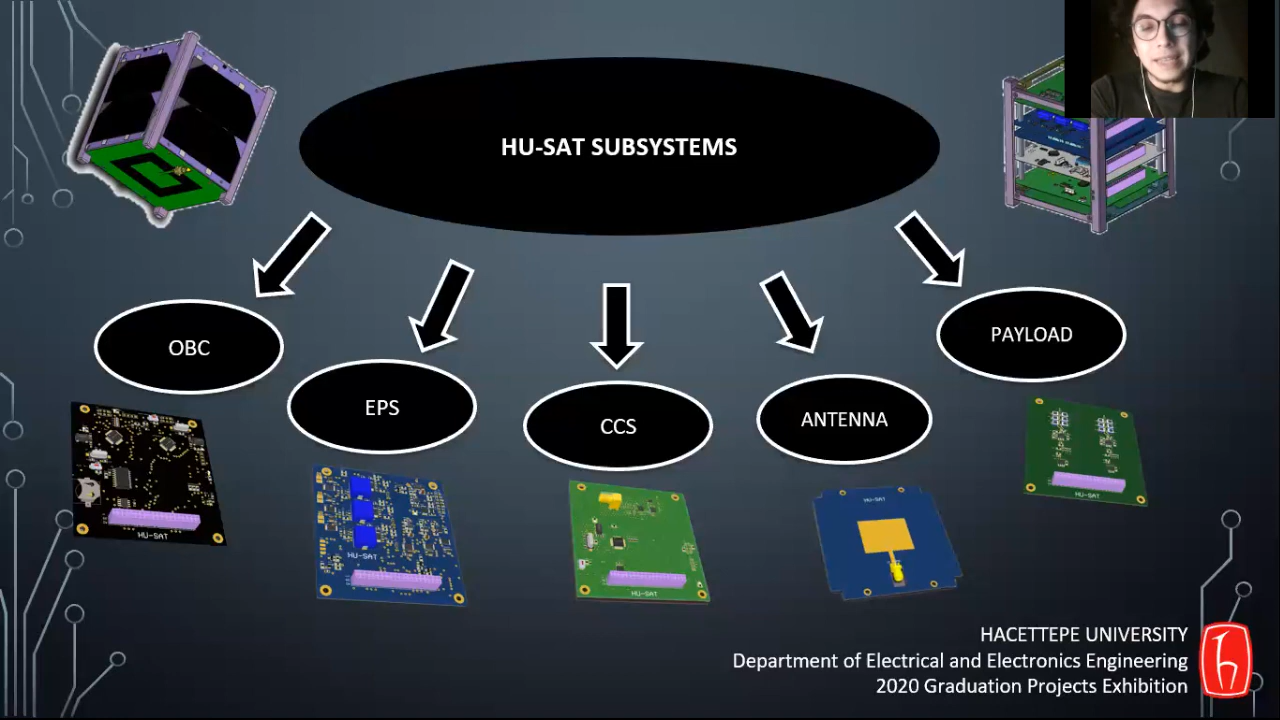 HU-SAT SUBSYSTEMS
OBC
EPS
CCS
ANTENNA
PAYLOAD
HU-SAT
HU-SAT
HU-SAT
HU-SAT
HU-SAT
HACETTEPE UNIVERSITY
Department of Electrical and Electronics Engineering
2020 Graduation Projects Exhibition